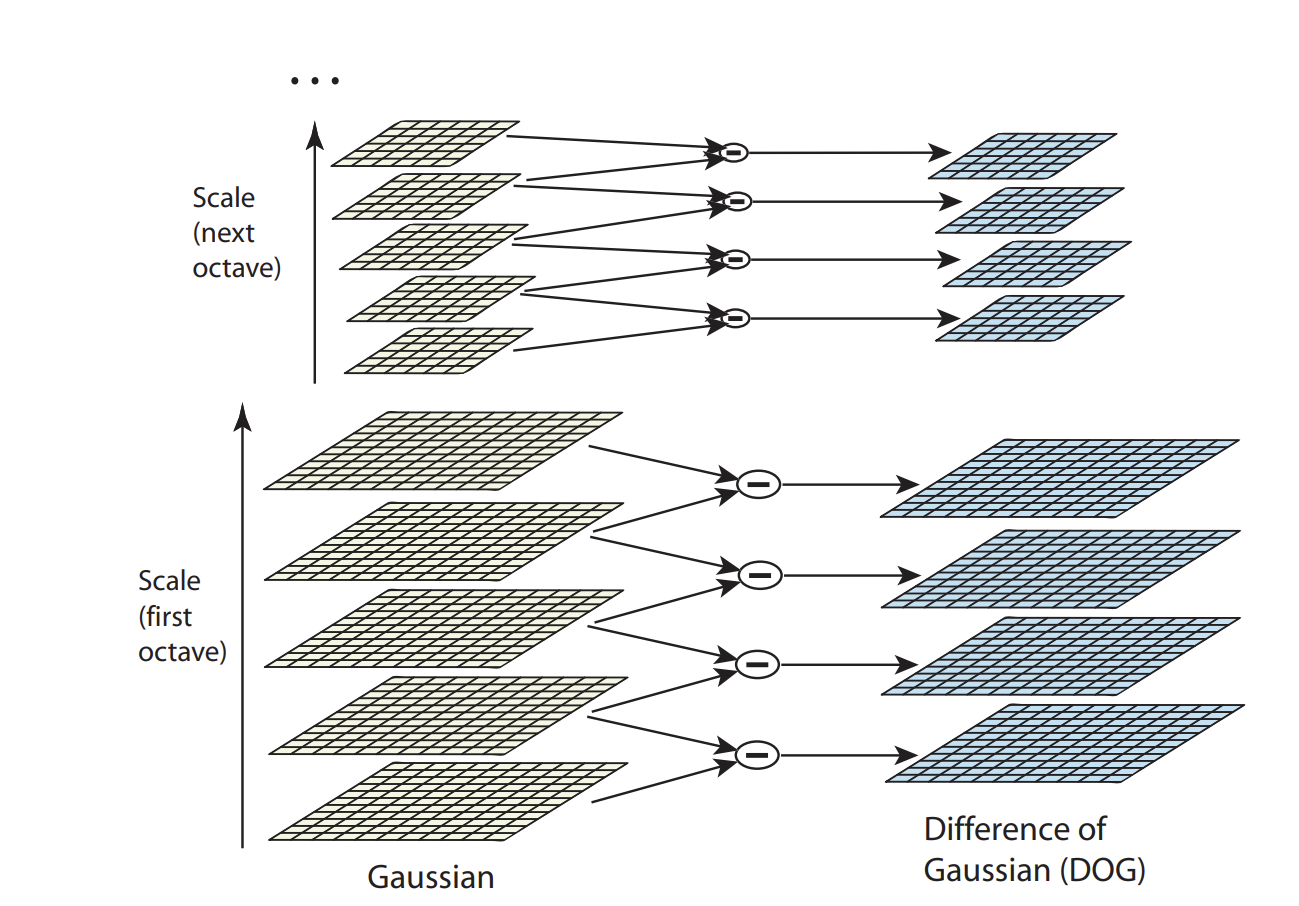 ...
Scale
(next
octave)
Scale
(first
octave)
Gaussian
Difference of
Gaussian (DOG)